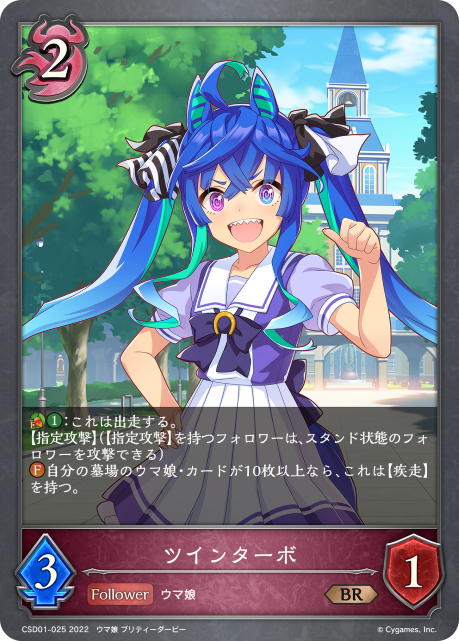 2
1:これは出走する。
【指定攻撃】(【指定攻撃】を持つフォロワーは、スタンド状態のフォ
ロワーを攻撃できる)
F自分の墓場のウマ娘・カードが10枚以上なら、これは【疾走】
を持つ。
ツインターボ
3
Follower ウマ娘
BR
1
CSD01-025 2022 ウマ娘 プリティーダービー
© Cygames, Inc.